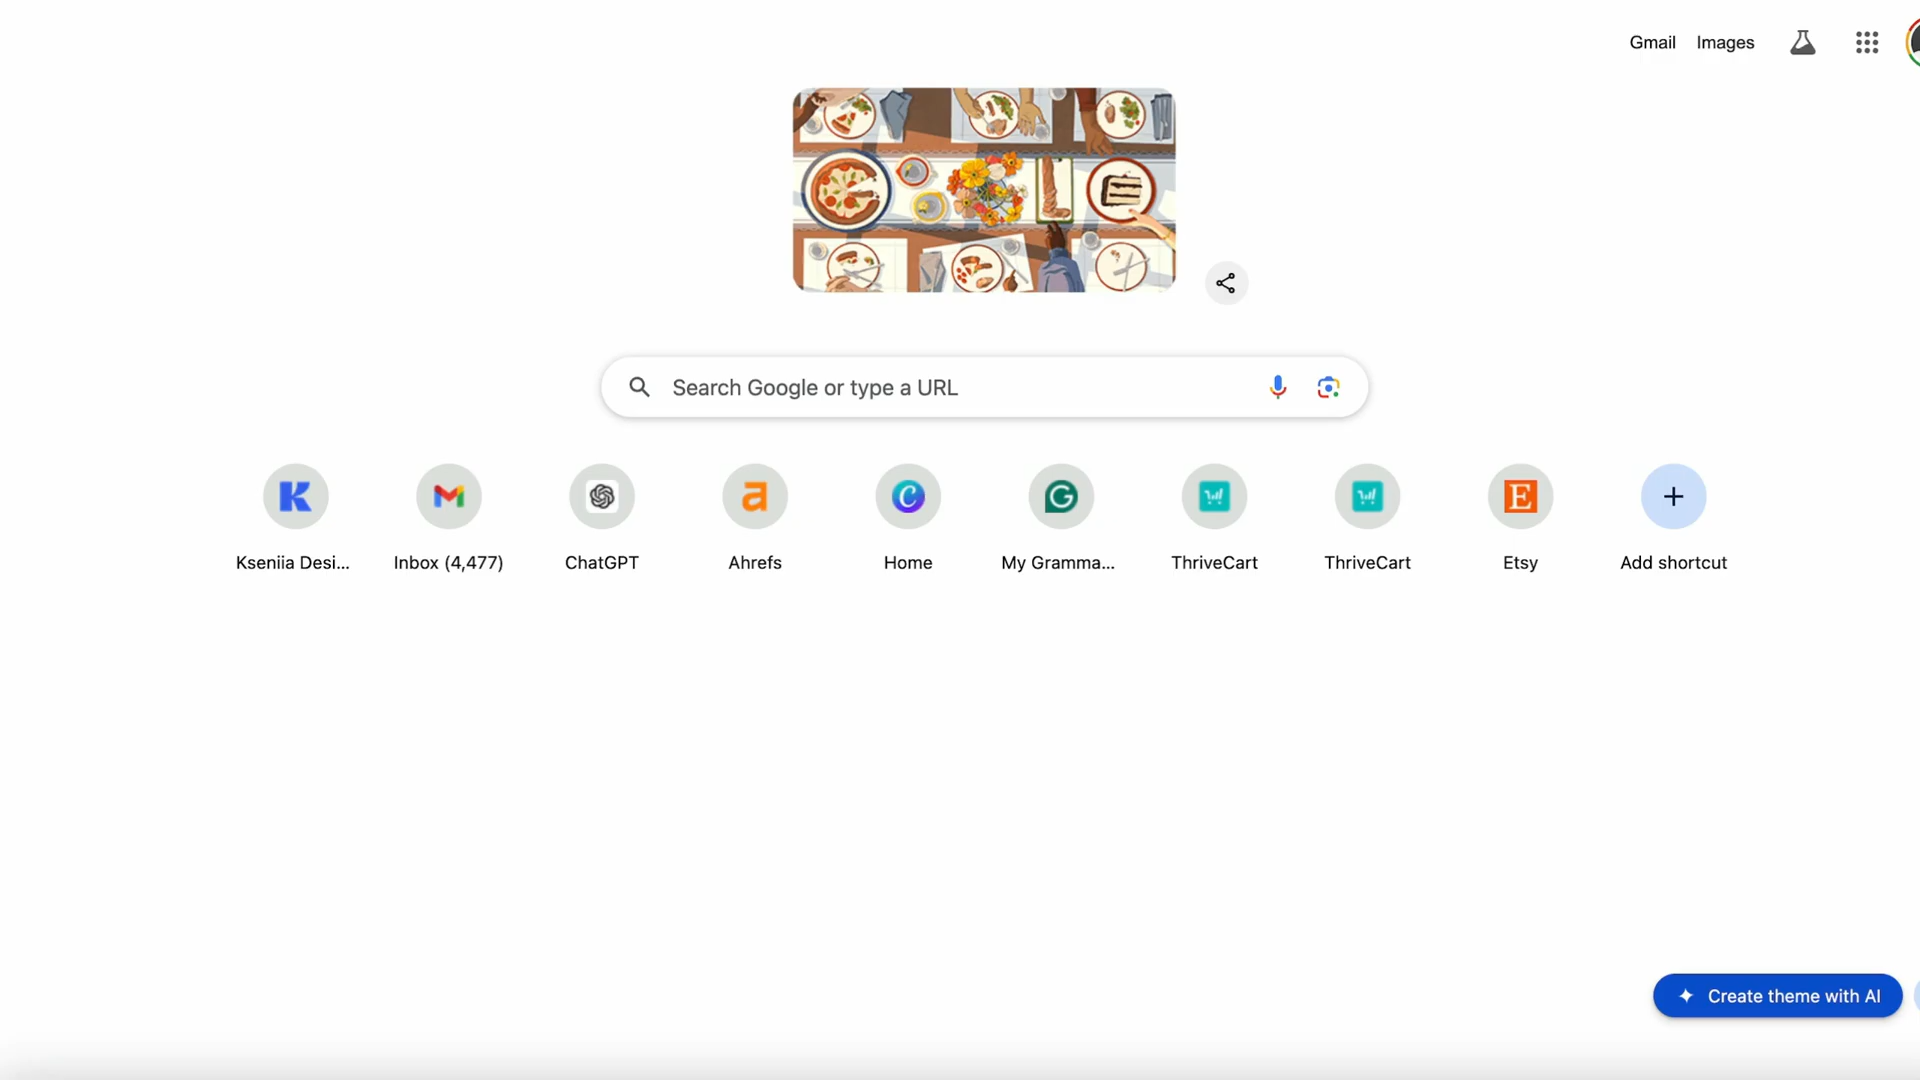 Gmail Images
Search Google or type a URL
Kseniia Desi... Inbox (4,477) ChatGPT Ahrefs Home My Gramma... ThriveCart ThriveCart Etsy Add shortcut
Create theme with AI